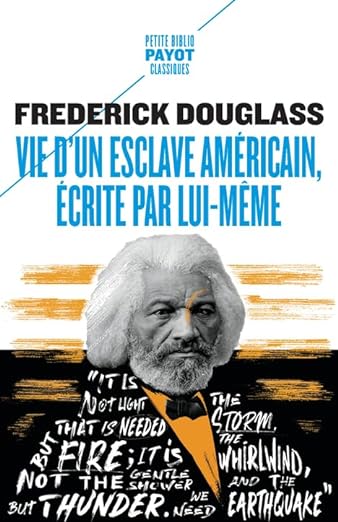 PETITE BIBLIO
PAYOT
CLASSIQUES
FREDERICK DOUGLASS
VIE D'UN ESCLAVE AMÉRICAIN,
ÉCRITE PAR LUI-MÊME
"IT IS
NOT LIGHT
THAT IS NEEDED
BUT FIRE; IT IS
NOT THE GENTLE SHOWER
BUT THUNDER. WE NEED
THE
STORM,
THE WHIRLWIND,
AND THE
EARTHQUAKE"